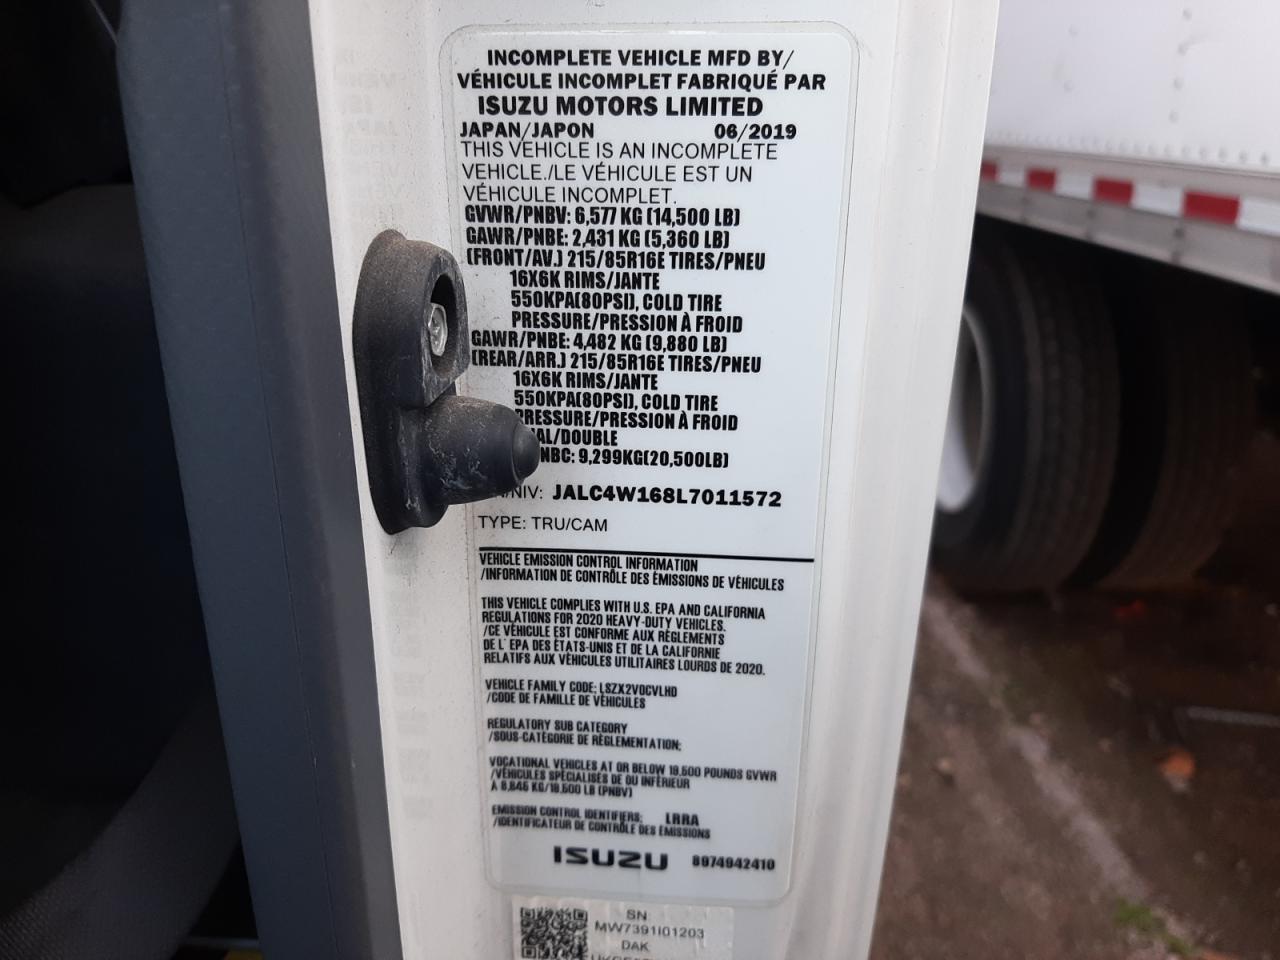 INCOMPLETE VEHICLE MFD BY/
VÉHICULE INCOMPLET FABRIQUÉ PAR
ISUZU MOTORS LIMITED
JAPAN/JAPON 06/2019
THIS VEHICLE IS AN INCOMPLETE
VEHICLE./LE VÉHICULE EST UN
VÉHICULE INCOMPLET.
GVWR/PNBV: 6,577 KG (14,500 LB)
GAWR/PNBE: 2,431 KG (5,360 LB)
(FRONT/AV.) 215/85R16E TIRES/PNEU
16X6K RIMS/JANTE
550KPA(80PSI), COLD TIRE
PRESSURE/PRESSION À FROID
GAWR/PNBE: 4,482 KG (9,880 LB)
(REAR/ARR.) 215/85R16E TIRES/PNEU
16X6K RIMS/JANTE
550KPA(80PSI), COLD TIRE
PRESSURE/PRESSION À FROID
/DOUBLE
9,299KG(20,500LB)
/NIV: JALC4W168L7011572
TYPE: TRU/CAM
VEHICLE EMISSION CONTROL INFORMATION
/INFORMATION DE CONTRÔLE DES ÉMISSIONS DE VÉHICULES
THIS VEHICLE COMPLIES WITH U.S. EPA AND CALIFORNIA
REGULATIONS FOR 2020 HEAVY-DUTY VEHICLES.
/CE VÉHICULE EST CONFORME AUX RÈGLEMENTS
DE L' EPA DES ÉTATS-UNIS ET DE LA CALIFORNIE
RELATIFS AUX VÉHICULES UTILITAIRES LOURDS DE 2020.
VEHICLE FAMILY CODE: LSZX2VOCVLHD
/CODE DE FAMILLE DE VÉHICULES
REGULATORY SUB CATEGORY
/SOUS-CATÉGORIE DE RÈGLEMENTATION:
VOCATIONAL VEHICLES AT OR BELOW 19,500 POUNDS GVWR
/VÉHICULES SPÉCIALISÉS DE OU INFÉRIEUR
À 8,845 KG/19,500 LB (PNBV)
EMISSION CONTROL IDENTIFIERS: LRRA
/IDENTIFICATEUR DE CONTRÔLE DES ÉMISSIONS
ISUZU 8974942410
SN
MW7391I01203
DAK